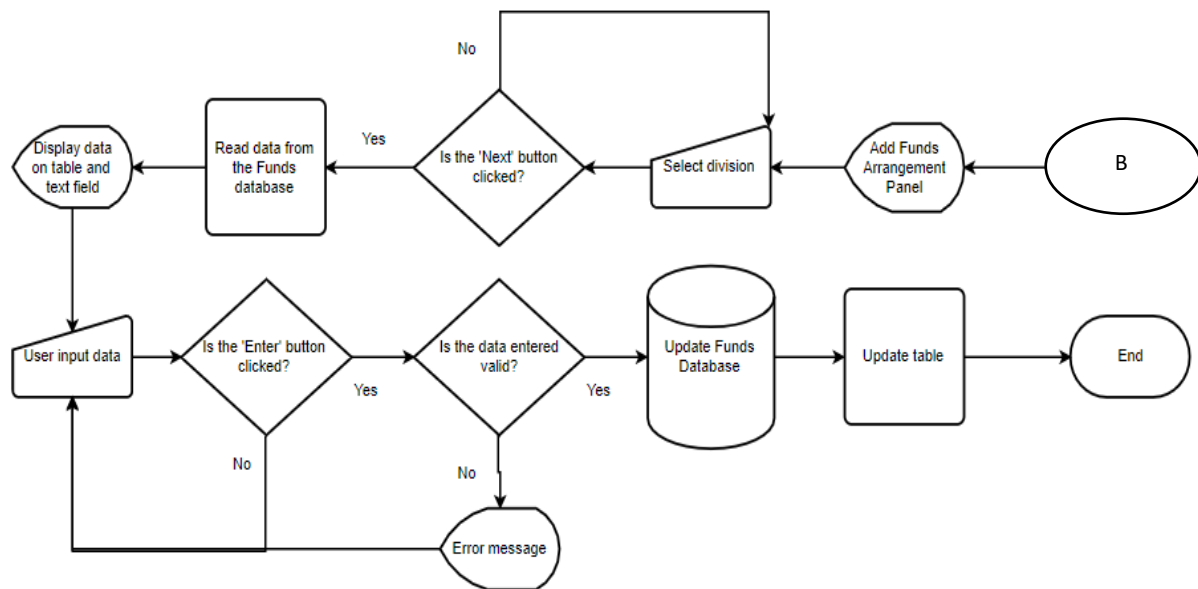 No
Display data
on table and
text field
Read data from
the Funds
database
Yes
Is the 'Next' button
clicked?
Select division
Add Funds
Arrangement
Panel
B
User input data
Is the 'Enter' button
clicked?
Yes
No
Is the data entered
valid?
Yes
No
Update Funds
Database
Update table
End
Error message